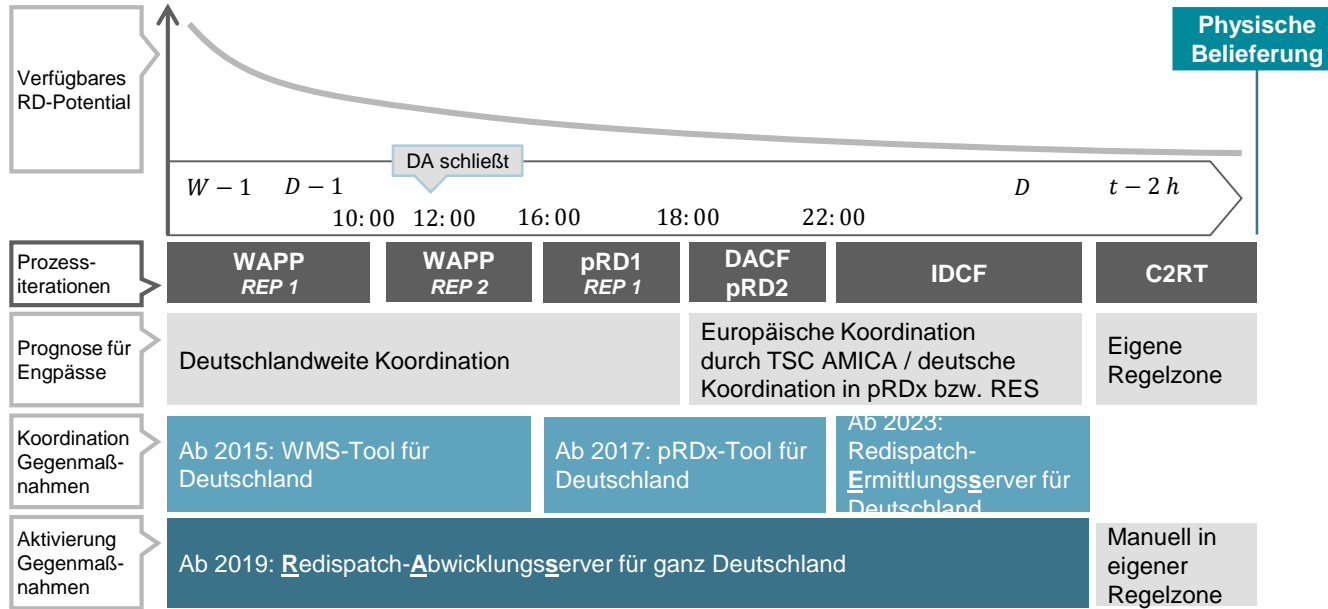 Physische
Belieferung
Verfügbares
RD-Potential
DA schließt
W − 1
D − 1
D
t − 2 h
10:00
12:00
16:00
18:00
22:00
Prozess-
iterationen
WAPP
REP 1
WAPP
REP 2
pRD1
REP 1
DACF
pRD2
IDCF
C2RT
Prognose für
Engpässe
Deutschlandweite Koordination
Europäische Koordination
durch TSC AMICA / deutsche
Koordination in pRDx bzw. RES
Eigene
Regelzone
Koordination
Gegenmaß-
nahmen
Ab 2015: WMS-Tool für
Deutschland
Ab 2017: pRDx-Tool für
Deutschland
Ab 2023:
Redispatch-
Ermittlungsserver für
Deutschland
Aktivierung
Gegenmaß-
nahmen
Ab 2019: Redispatch-Abwicklungsserver für ganz Deutschland
Manuell in
eigener
Regelzone